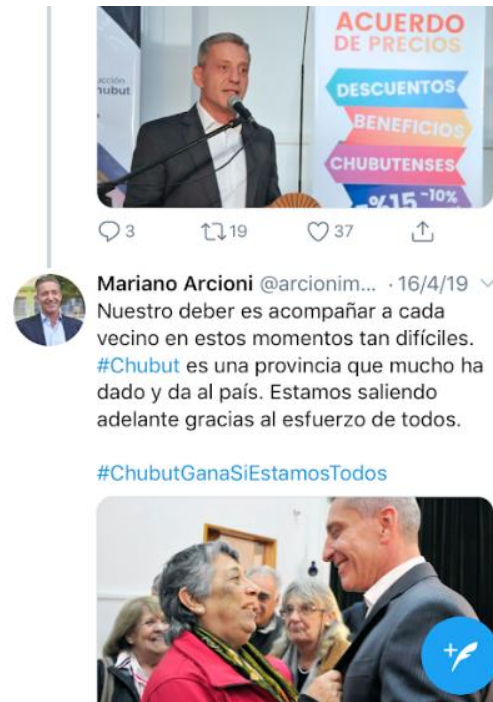 ACUERDO
DE PRECIOS
DESCUENTOS
BENEFICIOS
CHUBUTENSES
-%15 -10%
hubut
3 19 37
Mariano Arcioni @arcionim... · 16/4/19
Nuestro deber es acompañar a cada
vecino en estos momentos tan difíciles.
#Chubut es una provincia que mucho ha
dado y da al país. Estamos saliendo
adelante gracias al esfuerzo de todos.
#ChubutGanaSiEstamosTodos